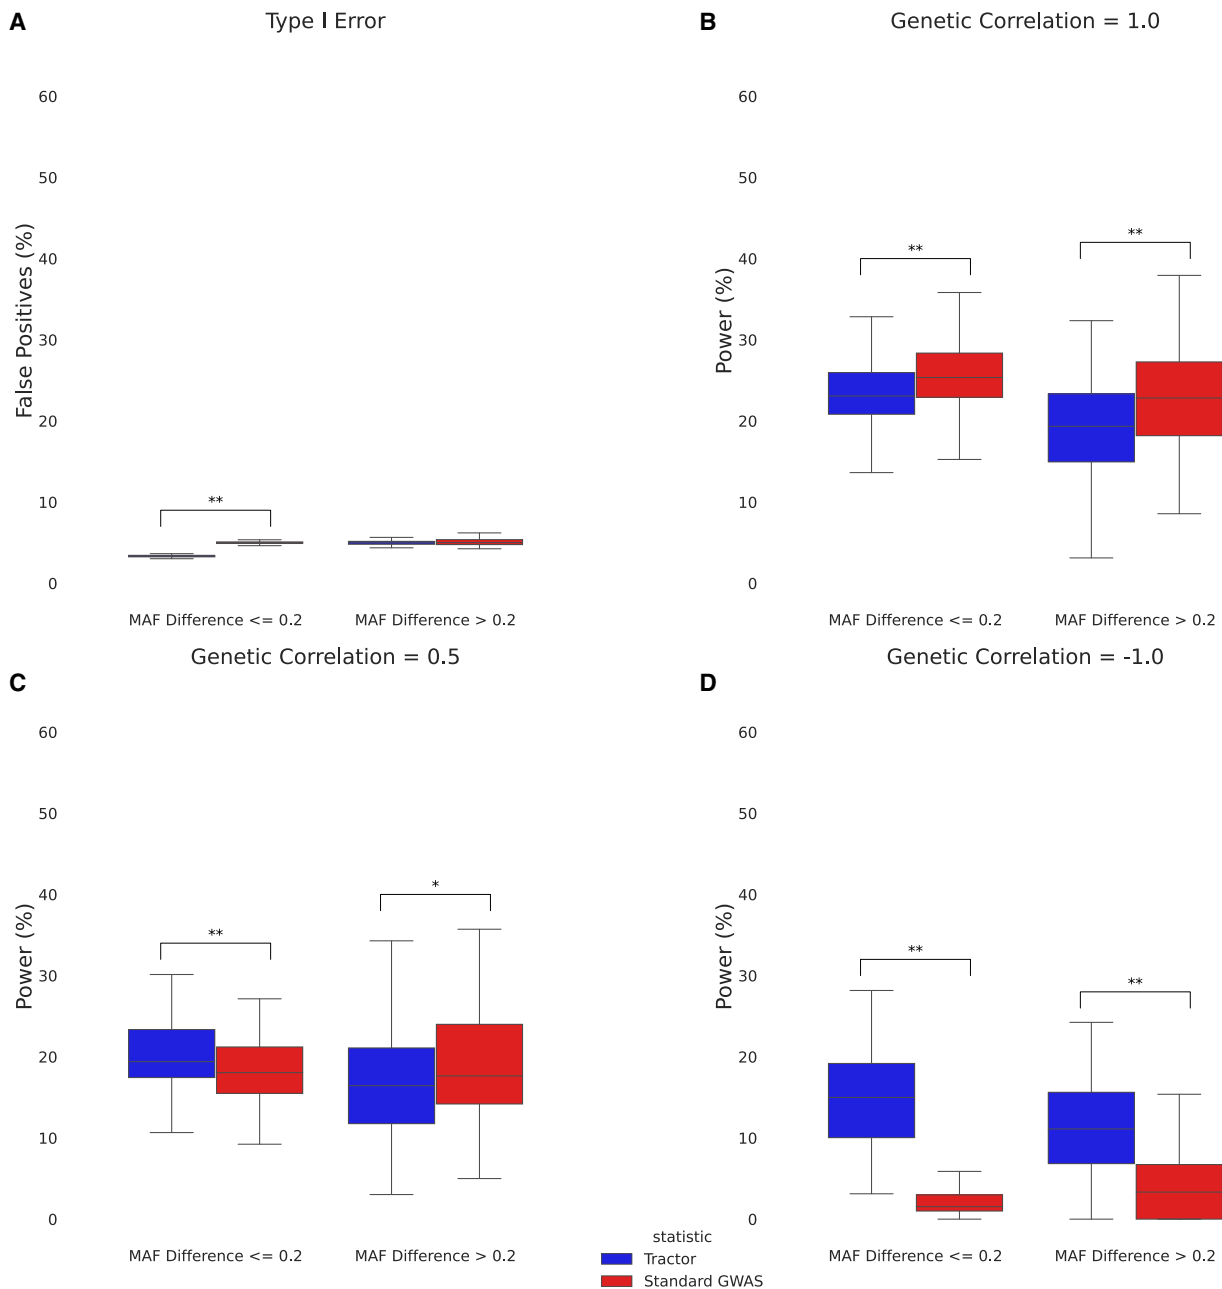 A
Type I Error
60
50
40
30
20
10
0
False Positives (%)
**
MAF Difference <= 0.2
MAF Difference > 0.2
B
Genetic Correlation = 1.0
60
50
40
30
20
10
0
Power (%)
**
**
MAF Difference <= 0.2
MAF Difference > 0.2
C
Genetic Correlation = 0.5
60
50
40
30
20
10
0
Power (%)
**
*
MAF Difference <= 0.2
MAF Difference > 0.2
D
Genetic Correlation = -1.0
60
50
40
30
20
10
0
Power (%)
**
**
MAF Difference <= 0.2
MAF Difference > 0.2
statistic
Tractor
Standard GWAS